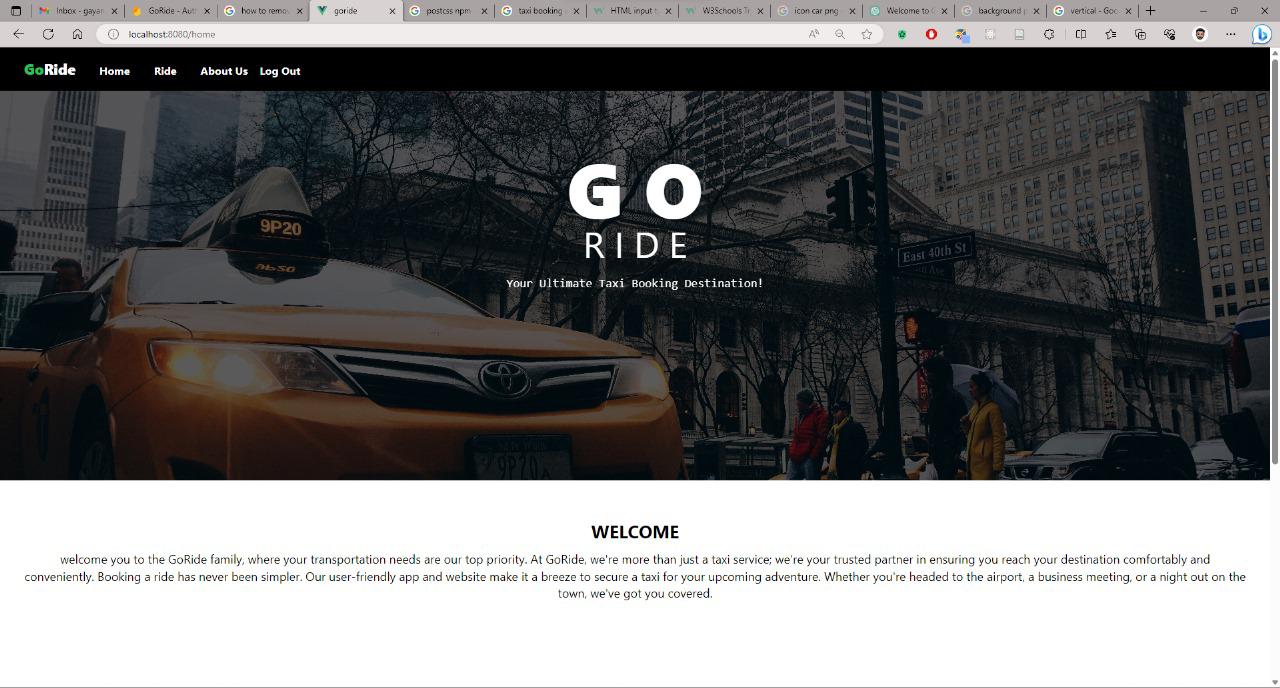 Inbox - gayar
GoRide - Aut
how to remov
goride
postcss npm
taxi booking
HTML input t
W3Schools Tr
icon car png
Welcome to
background p
vertical - Goo
localhost:8080/home
GoRide Home Ride About Us Log Out
9P20
GO
RIDE
East 40th St
Your Ultimate Taxi Booking Destination!
9P20
WELCOME
welcome you to the GoRide family, where your transportation needs are our top priority. At GoRide, we're more than just a taxi service; we're your trusted partner in ensuring you reach your destination comfortably and
conveniently. Booking a ride has never been simpler. Our user-friendly app and website make it a breeze to secure a taxi for your upcoming adventure. Whether you're headed to the airport, a business meeting, or a night out on the
town, we've got you covered.